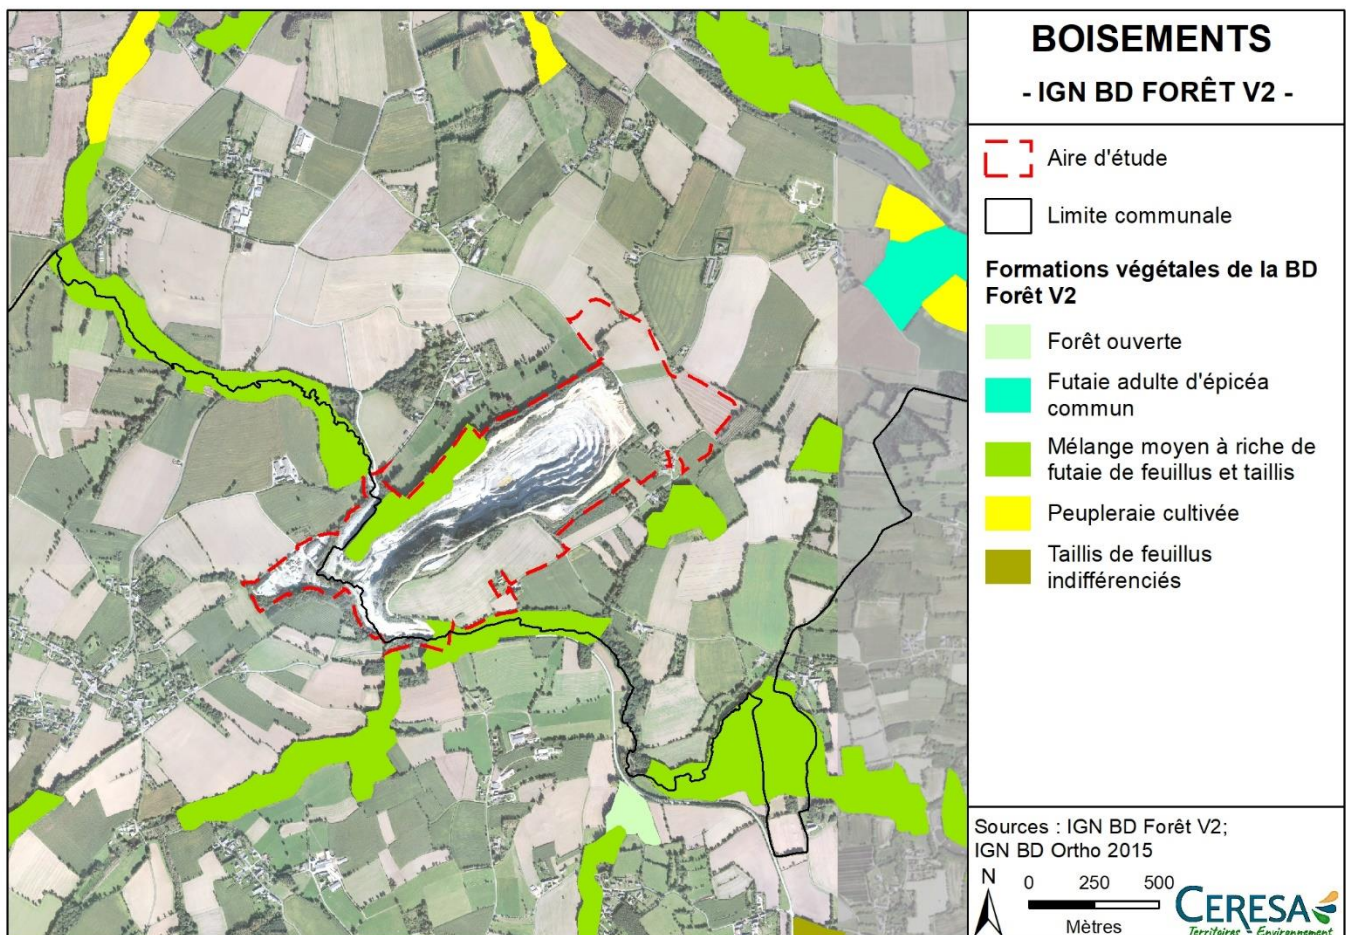 BOISEMENTS
- IGN BD FORÊT V2 -
Aire d'étude
Limite communale
Formations végétales de la BD
Forêt V2
Forêt ouverte
Futaie adulte d'épicéa
commun
Mélange moyen à riche de
futaie de feuillus et taillis
Peupleraie cultivée
Taillis de feuillus
indifférenciés
Sources : IGN BD Forêt V2;
IGN BD Ortho 2015
N
0 250 500
Mètres
CERESA
Territoires - Environnement